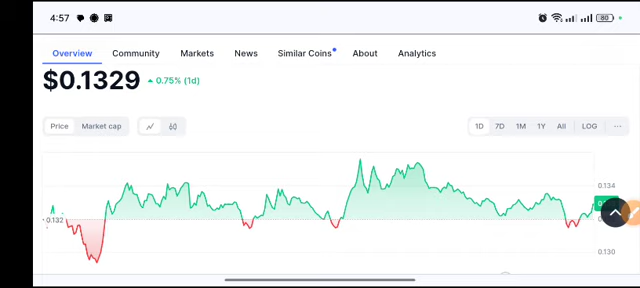 4:57
80
Overview Community Markets News Similar Coins About Analytics
$0.1329 0.75% (1d)
Price Market cap 1D 7D 1M 1Y All LOG ...
0.134
0.132
0.130